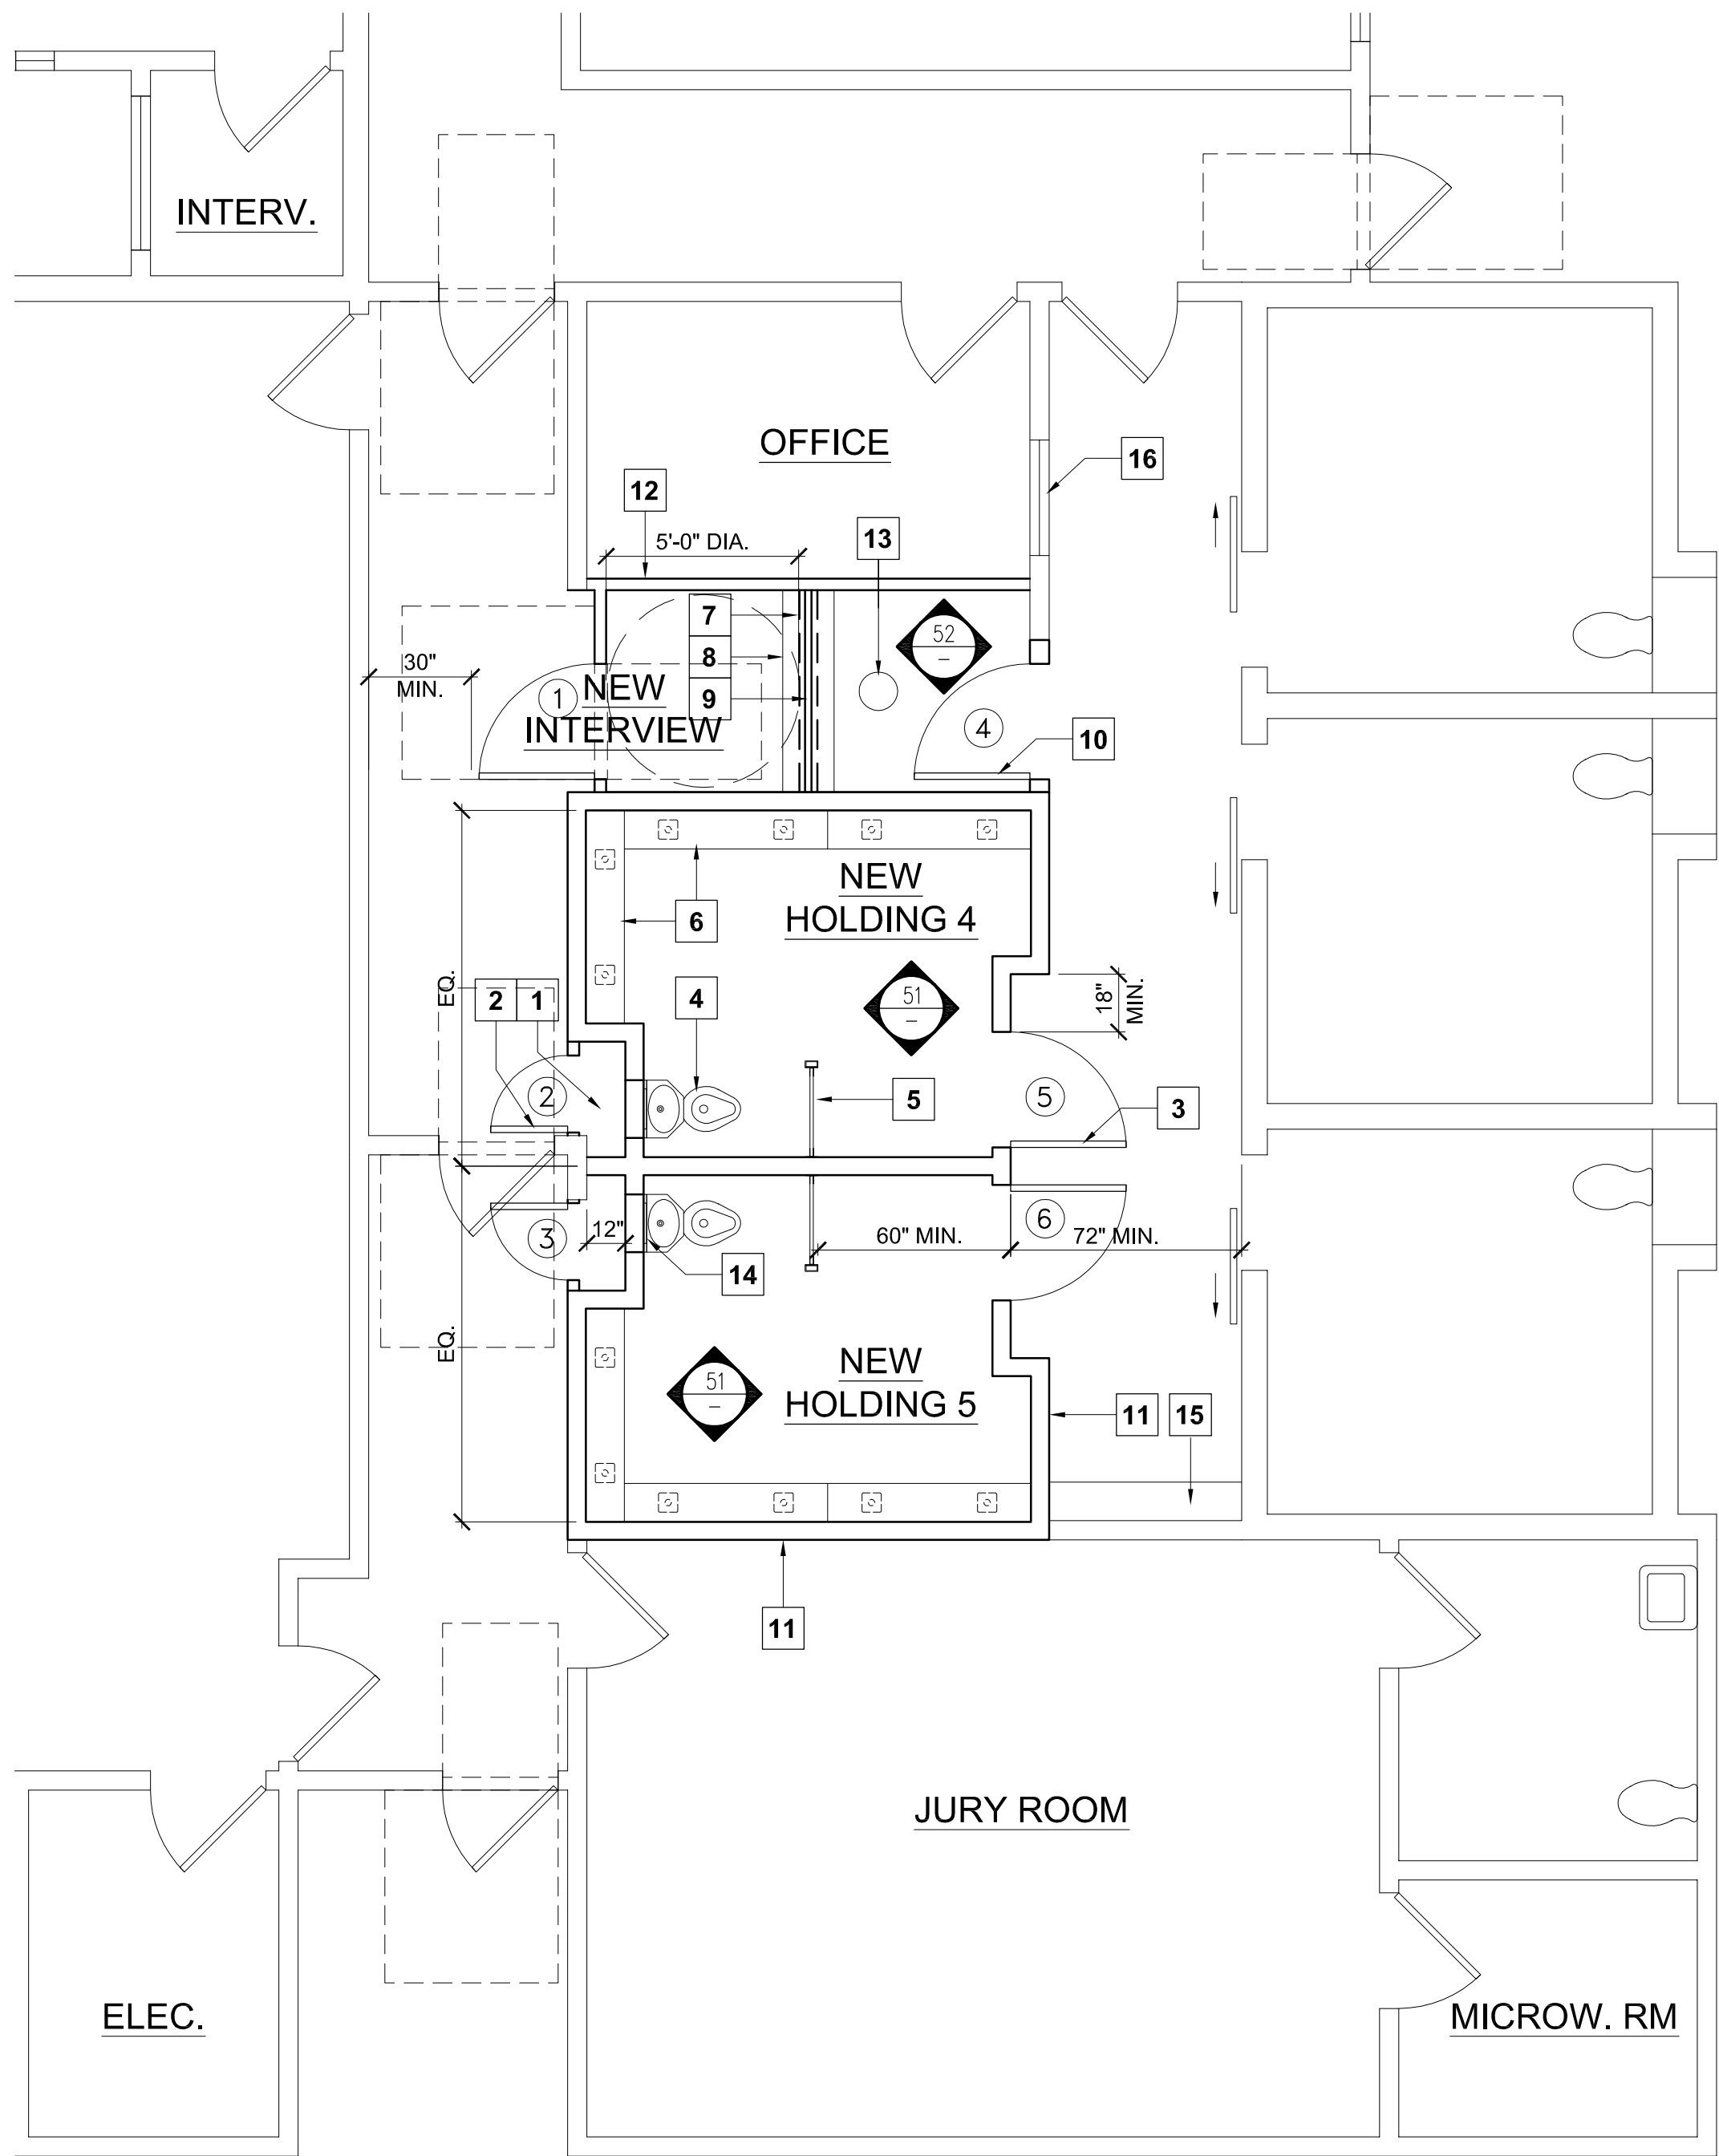 INTERV.
OFFICE
16
12
13
5'-0" DIA.
7
52
–
8
30"
MIN.
9
1
NEW
INTERVIEW
4
10
NEW
HOLDING 4
6
EQ.
2
1
4
51
–
18"
MIN.
2
5
5
3
3
12"
6
60" MIN.
72" MIN.
14
EQ.
NEW
HOLDING 5
51
–
11
15
11
JURY ROOM
ELEC.
MICROW. RM